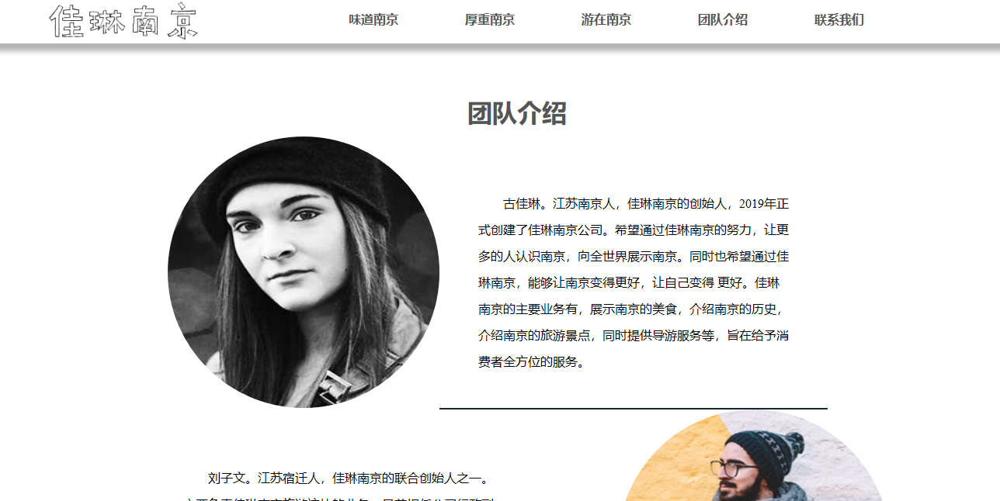 佳琳南京
味道南京 厚重南京 游在南京 团队介绍 联系我们
团队介绍
古佳琳。江苏南京人，佳琳南京的创始人，2019年正
式创建了佳琳南京公司。希望通过佳琳南京的努力，让更
多的人认识南京，向全世界展示南京。同时也希望通过佳
琳南京，能够让南京变得更好，让自己变得 更好。佳琳
南京的主要业务有，展示南京的美食，介绍南京的历史，
介绍南京的旅游景点，同时提供导游服务等，旨在给予消
费者全方位的服务。
刘子文。江苏宿迁人，佳琳南京的联合创始人之一。